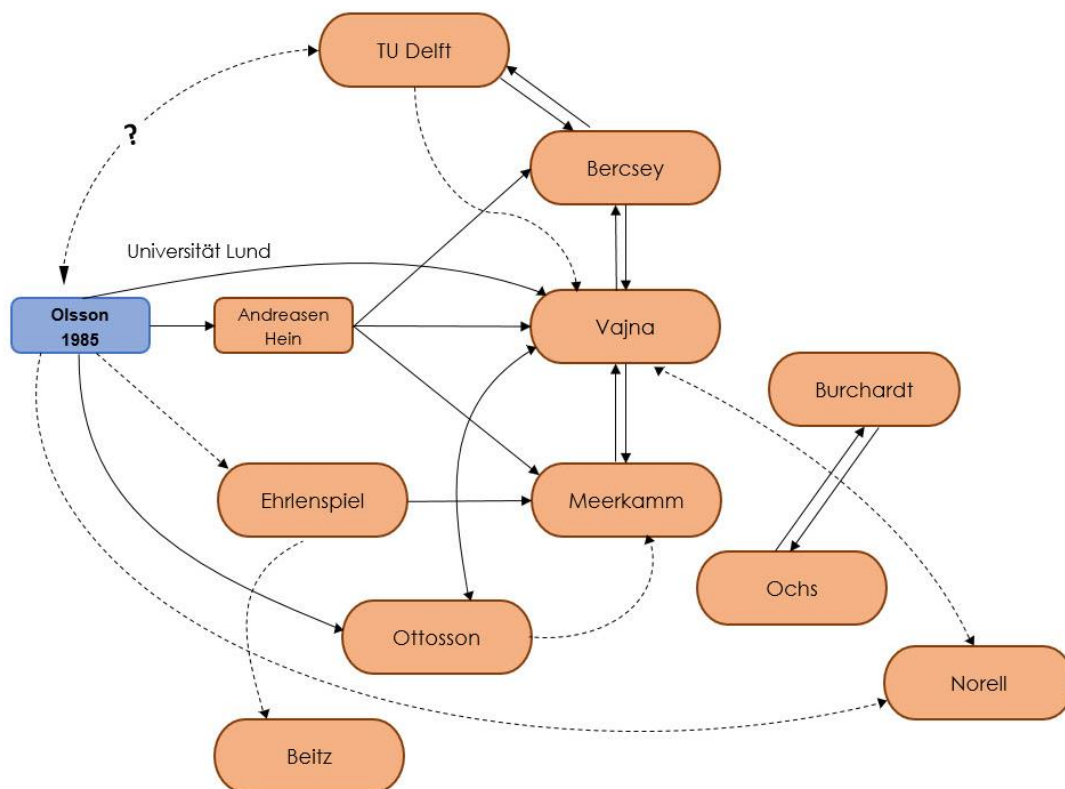 TU Delft
?
Bercsey
Universität Lund
Olsson
1985
Andreasen
Hein
Vajna
Burchardt
Ehrlenspiel
Meerkamm
Ochs
Ottosson
Norell
Beitz